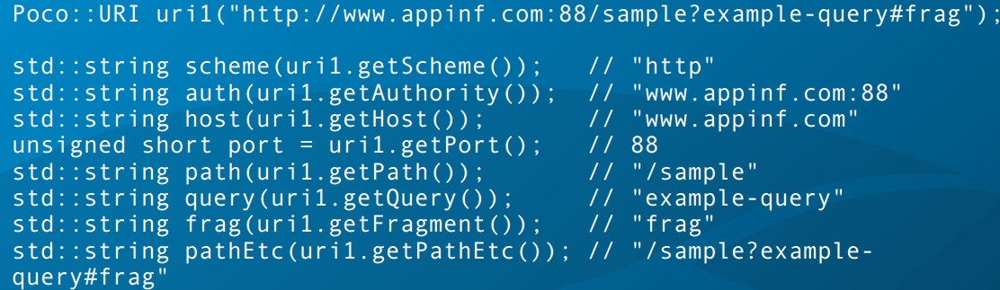 Poco::URI uri1("http://www.appinf.com:88/sample?example-query#frag");
std::string scheme(uri1.getScheme());   // "http"
std::string auth(uri1.getAuthority());  // "www.appinf.com:88"
std::string host(uri1.getHost());       // "www.appinf.com"
unsigned short port = uri1.getPort();   // 88
std::string path(uri1.getPath());       // "/sample"
std::string query(uri1.getQuery());     // "example-query"
std::string frag(uri1.getFragment());   // "frag"
std::string pathEtc(uri1.getPathEtc()); // "/sample?example-
query#frag"